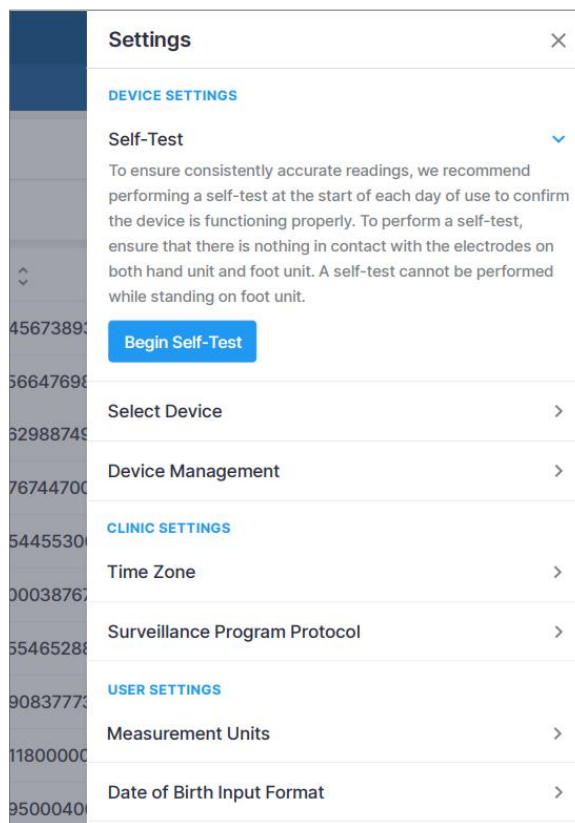 Settings
DEVICE SETTINGS
Self-Test
To ensure consistently accurate readings, we recommend
performing a self-test at the start of each day of use to confirm
the device is functioning properly. To perform a self-test,
ensure that there is nothing in contact with the electrodes on
both hand unit and foot unit. A self-test cannot be performed
while standing on foot unit.
Begin Self-Test
Select Device
Device Management
CLINIC SETTINGS
Time Zone
Surveillance Program Protocol
USER SETTINGS
Measurement Units
Date of Birth Input Format